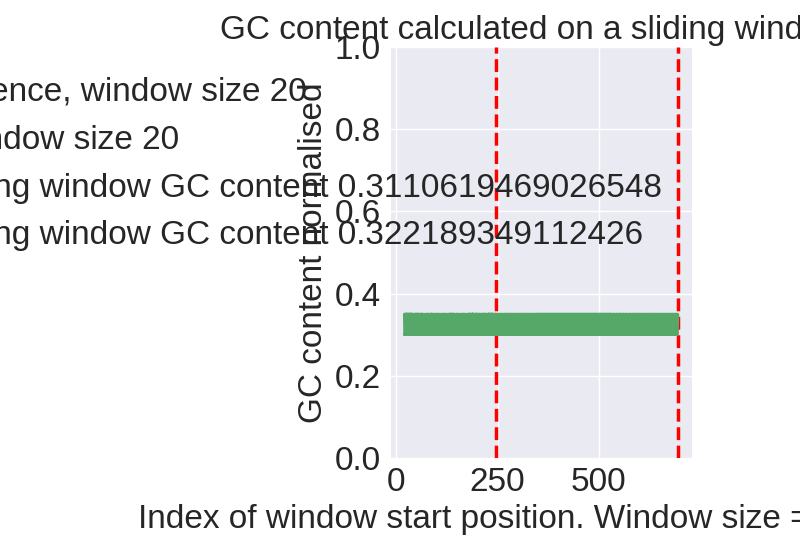 GC content calculated on a sliding wind
1.0
ence, window size 20
0.8
ndow size 20
ng window GC content 0.3110619469026548
0.6
ng window GC content 0.322189349112426
GC content normalised
0.4
0.2
0.0
0 250 500
Index of window start position. Window size =